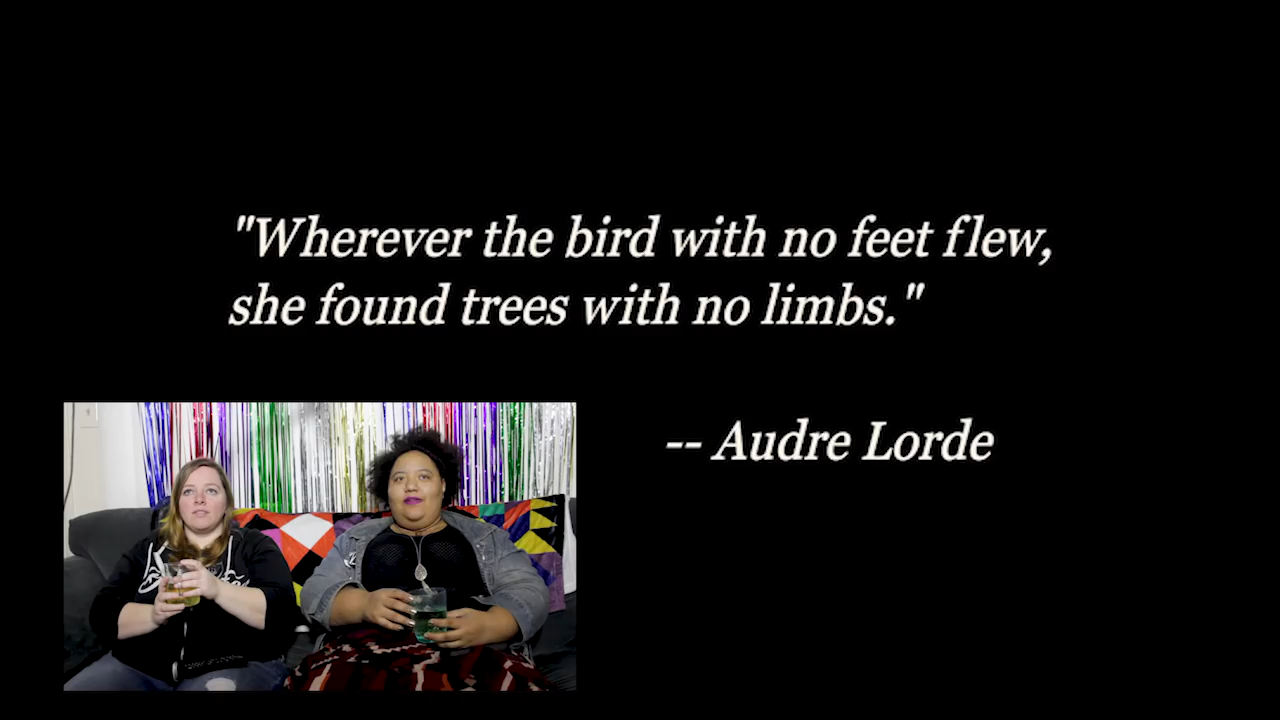 "Wherever the bird with no feet flew,
she found trees with no limbs."
-- Audre Lorde